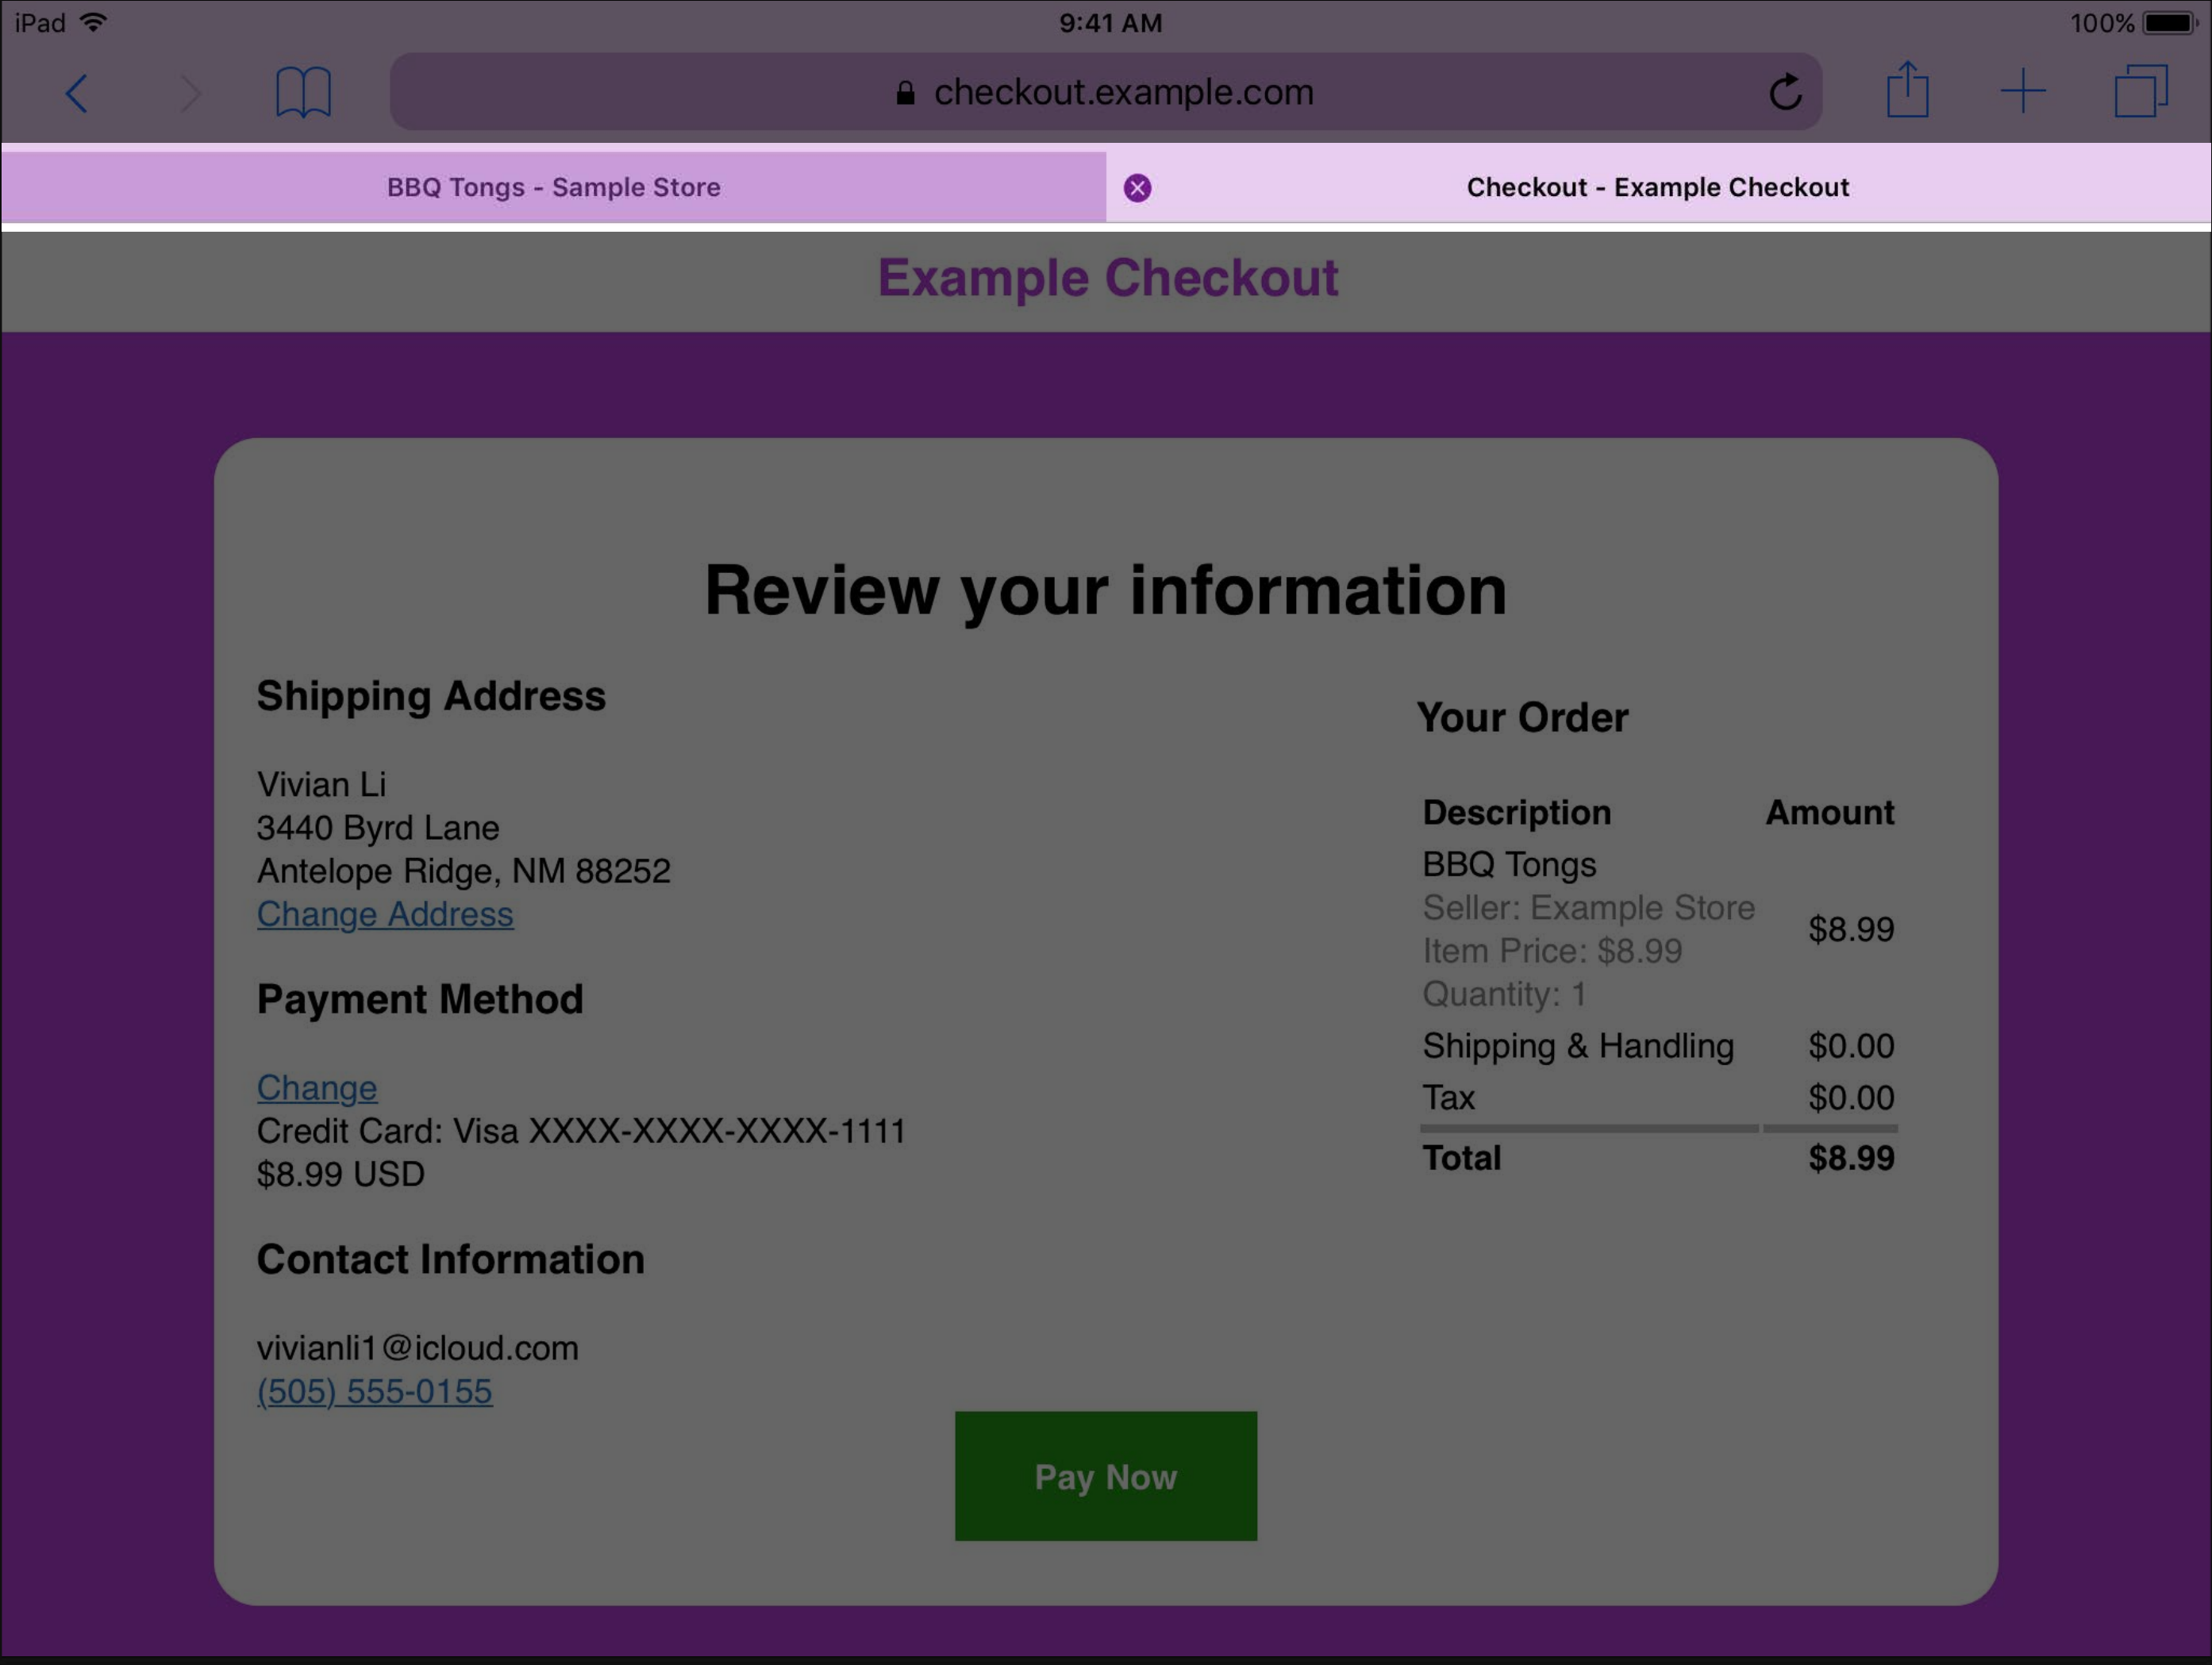 iPad
9:41 AM
100%
checkout.example.com
BBQ Tongs - Sample Store
Checkout - Example Checkout
Example Checkout
Review your information
Shipping Address
Vivian Li
3440 Byrd Lane
Antelope Ridge, NM 88252
Change Address
Payment Method
Change
Credit Card: Visa XXXX-XXXX-XXXX-1111
$8.99 USD
Contact Information
vivianli1@icloud.com
(505) 555-0155
Your Order
Description Amount
BBQ Tongs
Seller: Example Store
$8.99
Item Price: $8.99
Quantity: 1
Shipping & Handling $0.00
Tax $0.00
Total $8.99
Pay Now